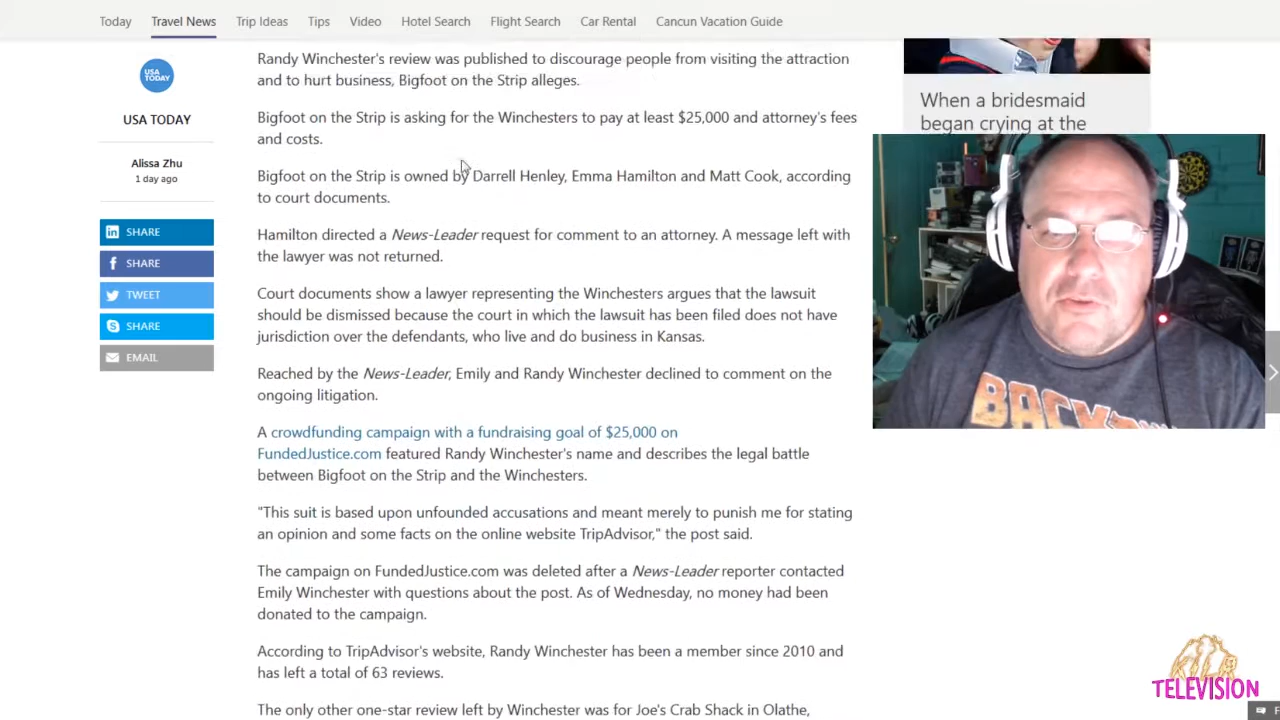 Today Travel News Trip Ideas Tips Video Hotel Search Flight Search Car Rental Cancun Vacation Guide
USA
TODAY
USA TODAY
Alissa Zhu
1 day ago
SHARE
SHARE
TWEET
SHARE
EMAIL
Randy Winchester's review was published to discourage people from visiting the attraction
and to hurt business, Bigfoot on the Strip alleges.
Bigfoot on the Strip is asking for the Winchesters to pay at least $25,000 and attorney's fees
and costs.
Bigfoot on the Strip is owned by Darrell Henley, Emma Hamilton and Matt Cook, according
to court documents.
Hamilton directed a News-Leader request for comment to an attorney. A message left with
the lawyer was not returned.
Court documents show a lawyer representing the Winchesters argues that the lawsuit
should be dismissed because the court in which the lawsuit has been filed does not have
jurisdiction over the defendants, who live and do business in Kansas.
Reached by the News-Leader, Emily and Randy Winchester declined to comment on the
ongoing litigation.
A crowdfunding campaign with a fundraising goal of $25,000 on
FundedJustice.com featured Randy Winchester's name and describes the legal battle
between Bigfoot on the Strip and the Winchesters.
"This suit is based upon unfounded accusations and meant merely to punish me for stating
an opinion and some facts on the online website TripAdvisor," the post said.
The campaign on FundedJustice.com was deleted after a News-Leader reporter contacted
Emily Winchester with questions about the post. As of Wednesday, no money had been
donated to the campaign.
According to TripAdvisor's website, Randy Winchester has been a member since 2010 and
has left a total of 63 reviews.
The only other one-star review left by Winchester was for Joe's Crab Shack in Olathe,
When a bridesmaid
began crying at the
TELEVISION